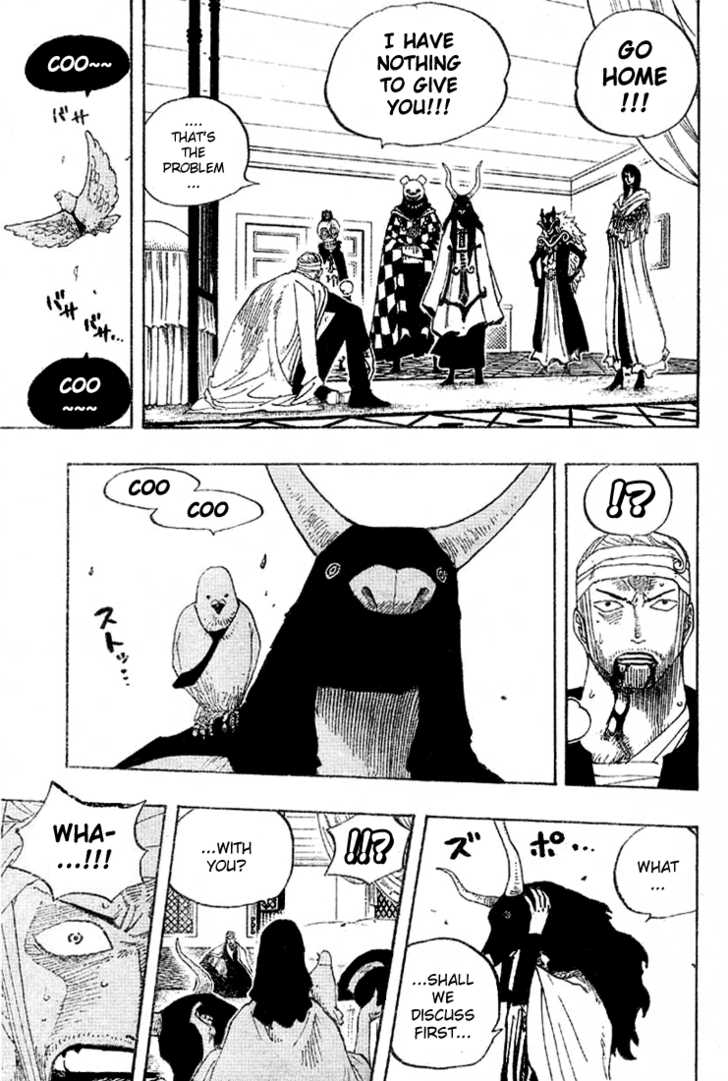 GO
HOME
!!!
I HAVE
NOTHING
TO GIVE
YOU!!!
....
THAT'S
THE
PROBLEM
...
COO~~
バサ
バサ
バサ...
COO
~~~
!?
COO
COO
ストッ...
WHAT
...
ズポ...
...SHALL
WE
DISCUSS
FIRST...
!!?
...WITH
YOU?
WHA-
...!!!